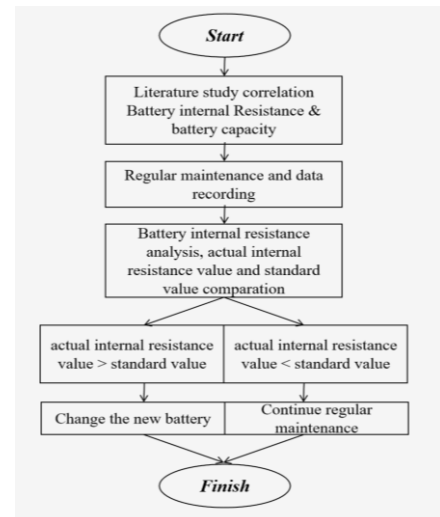 Start
Literature study correlation
Battery internal Resistance &
battery capacity
Regular maintenance and data
recording
Battery internal resistance
analysis, actual internal
resistance value and standard
value comparation
actual internal resistance
value > standard value
actual internal resistance
value < standard value
Change the new battery
Continue regular
maintenance
Finish